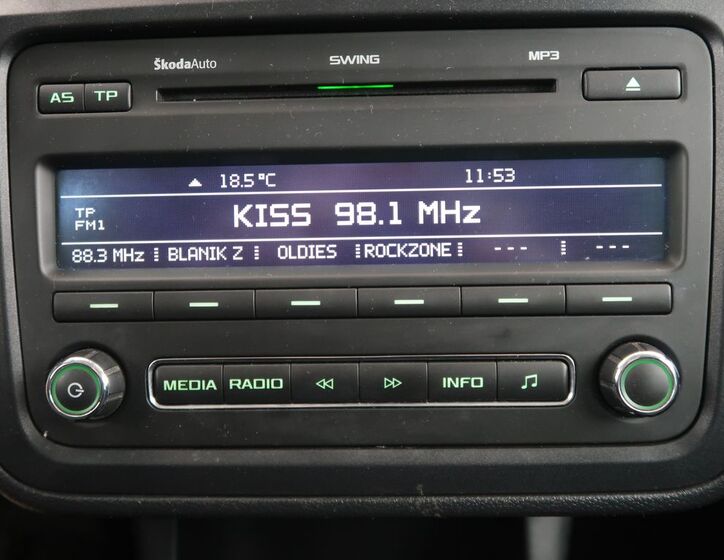 ŠkodaAuto SWING MP3
AS TP
18.5°C 11:53
TP
FM1
KISS 98.1 MHz
88.3 MHz BLANIK Z OLDIES ROCKZONE --- ---
MEDIA RADIO INFO